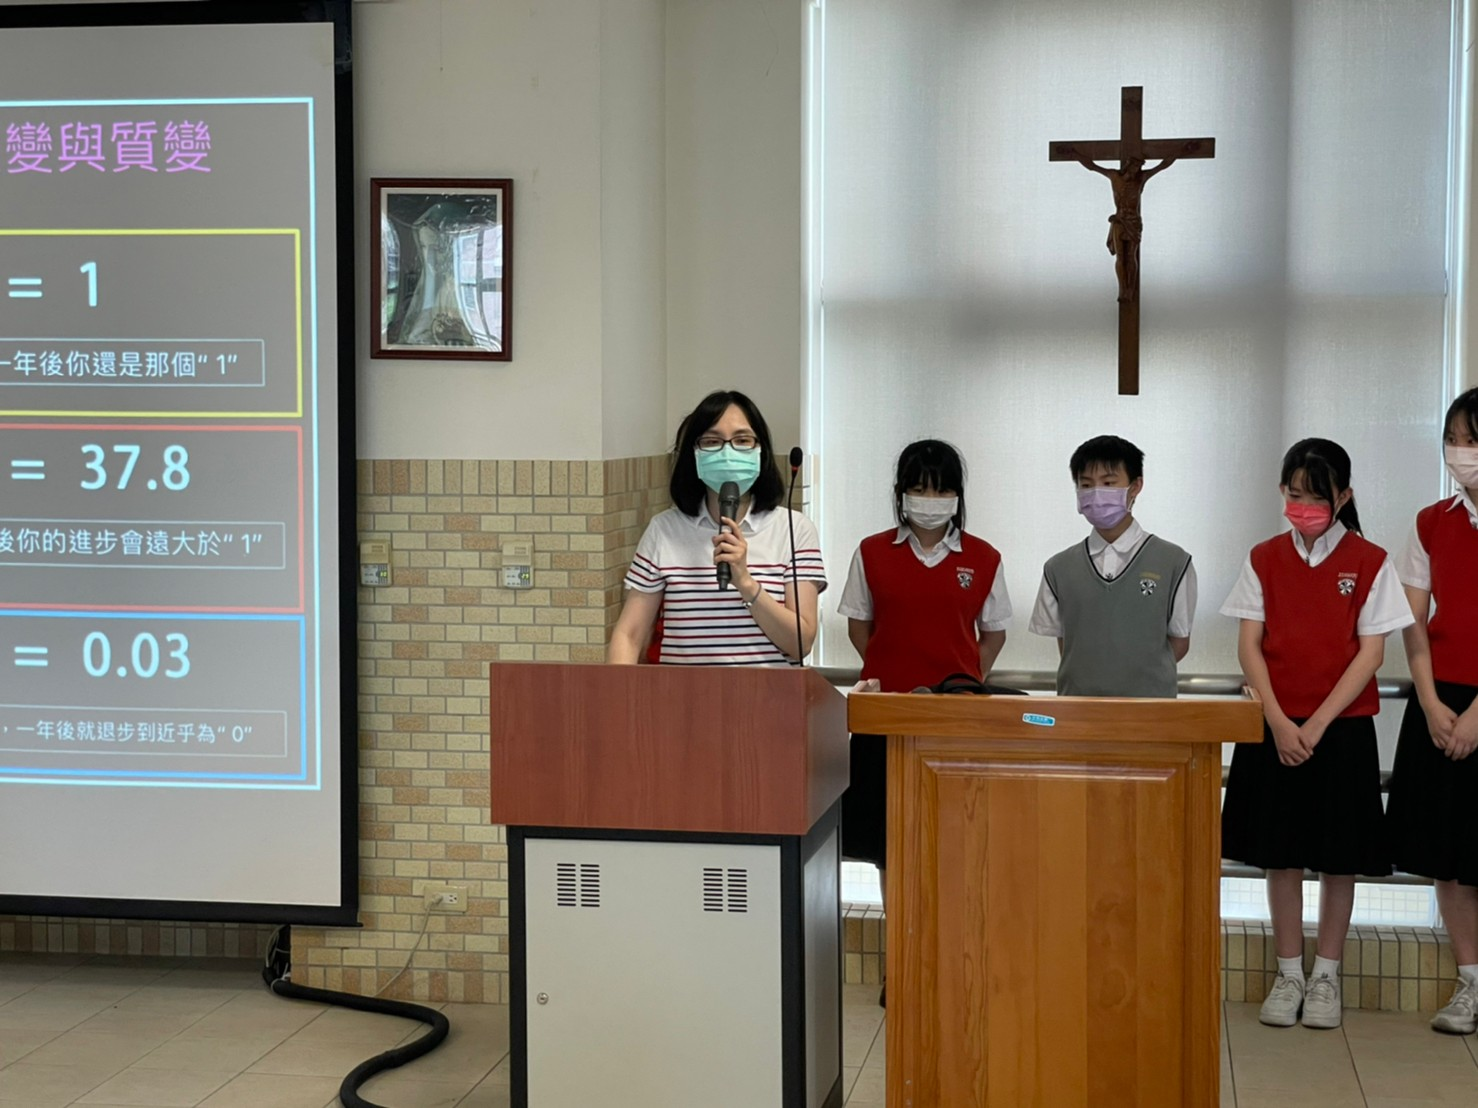 變與質變
= 1
一年後你還是那個“ 1”
= 37.8
後你的進步會遠大於“ 1”
= 0.03
，一年後就退步到近乎為“ 0”